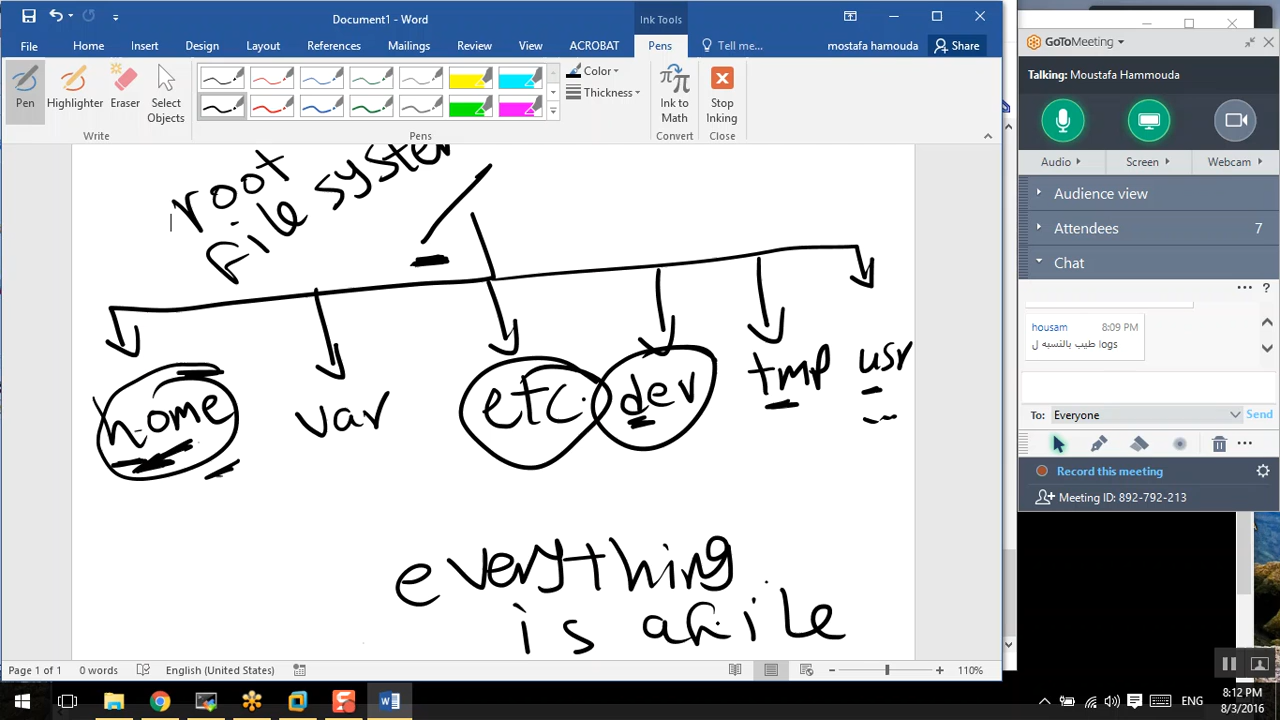 Document1 - Word
Ink Tools
File
Home
Insert
Design
Layout
References
Mailings
Review
View
ACROBAT
Pens
Tell me...
mostafa hamouda
Share
Pen
Highlighter
Eraser
Select Objects
Color
Thickness
Ink to Math
Stop Inking
Write
Pens
Convert
Close
root
File system
/
home
var
etc
dev
tmp
usr
everything
is a File
Page 1 of 1
0 words
English (United States)
110%
GoToMeeting
Talking: Moustafa Hammouda
Audio
Screen
Webcam
Audience view
Attendees
7
Chat
housam
8:09 PM
طيب بالنسبه ل logs
To:
Everyone
Send
Record this meeting
Meeting ID: 892-792-213
ENG
8:12 PM
8/3/2016